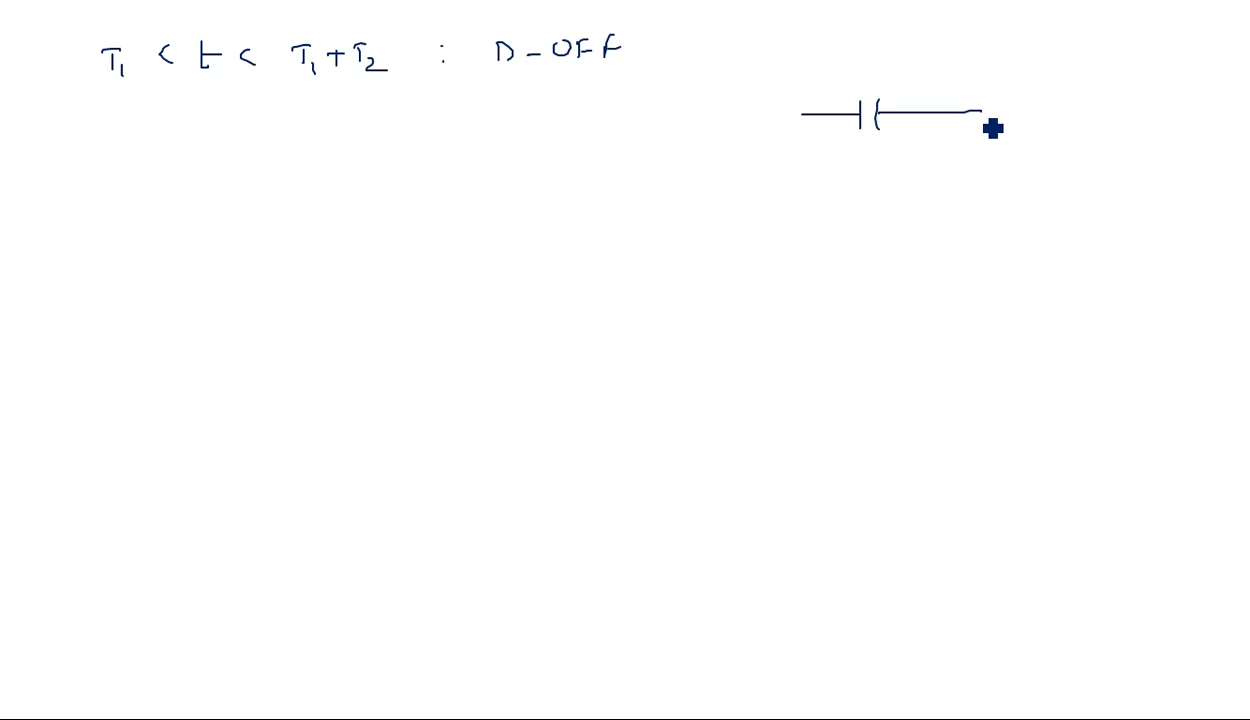 T₁ < t < T₁ + T₂ : D - OFF